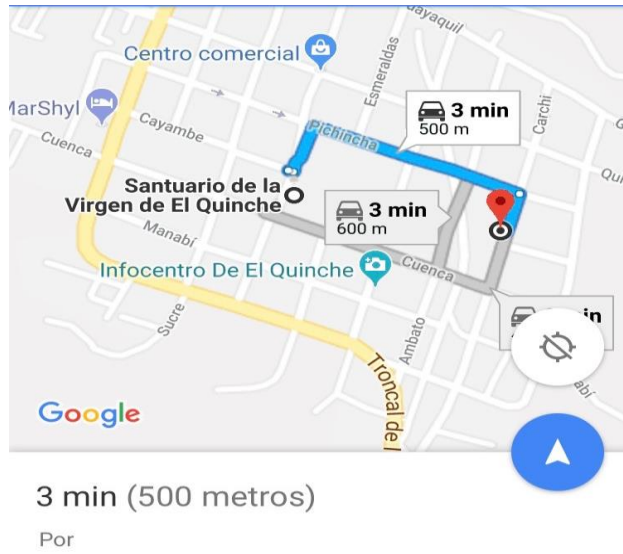 Guayaquil
Centro comercial
Esmeraldas
3 min
500 m
Carchi
MarShyl
Cayambe
Pichincha
Cuenca
Santuario de la
Virgen de El Quinche
3 min
600 m
Manabí
Infocentro De El Quinche
Cuenca
in
Sucre
Ambato
Troncal de l
abí
Google
3 min (500 metros)
Por